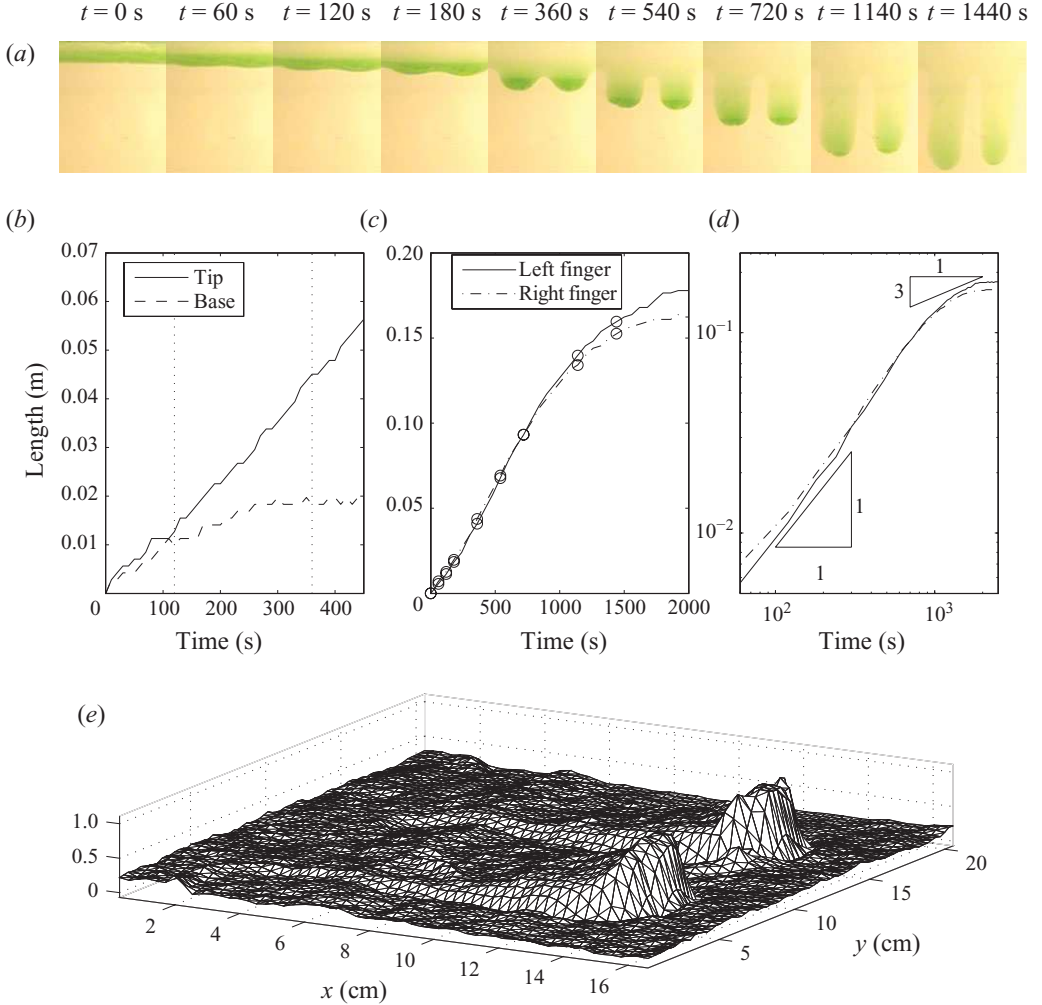 t = 0 s t = 60 s t = 120 s t = 180 s t = 360 s t = 540 s t = 720 s t = 1140 s t = 1440 s
(a)
(b) (c) (d)
0.07
0.06
0.05
0.04
0.03
0.02
0.01
0 100 200 300 400
Length (m)
Time (s)
Tip
Base
0.20
0.15
0.10
0.05
0 500 1000 1500 2000
Time (s)
Left finger
Right finger
10⁻¹
10⁻²
10² 10³
Time (s)
1
3
1
1
(e)
1.0
0.5
0
2 4 6 8 10 12 14 16
x (cm)
5 10 15 20
y (cm)